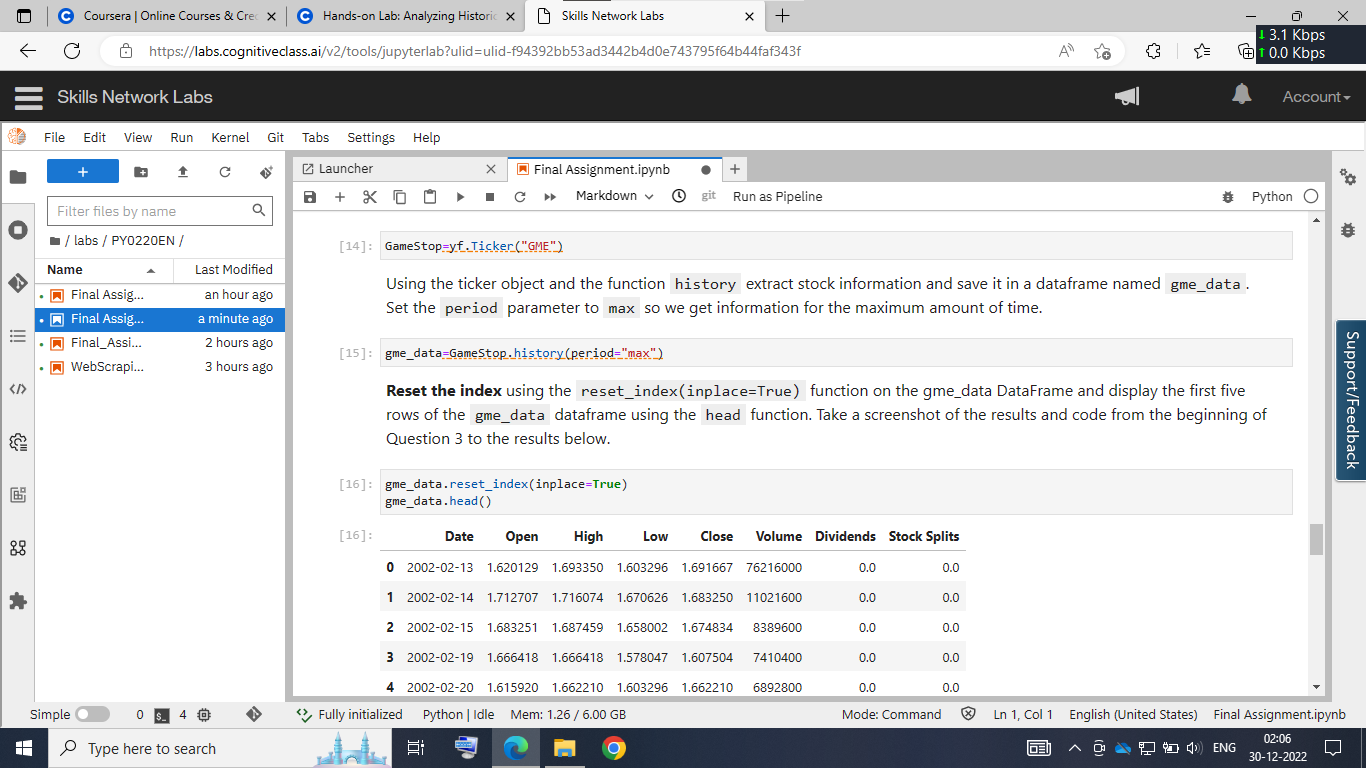 Coursera | Online Courses & Cre
Hands-on Lab: Analyzing Historic
Skills Network Labs
https://labs.cognitiveclass.ai/v2/tools/jupyterlab?ulid=ulid-f94392bb53ad3442b4d0e743795f64b44faf343f
3.1 Kbps
0.0 Kbps
Skills Network Labs
Account
File Edit View Run Kernel Git Tabs Settings Help
Launcher
Final Assignment.ipynb
Markdown
git
Run as Pipeline
Python
Filter files by name
/ labs / PY0220EN /
Name Last Modified
Final Assig... an hour ago
Final Assig... a minute ago
Final_Assi... 2 hours ago
WebScrapi... 3 hours ago
[14]: GameStop=yf.Ticker("GME")
Using the ticker object and the function history extract stock information and save it in a dataframe named gme_data.
Set the period parameter to max so we get information for the maximum amount of time.
[15]: gme_data=GameStop.history(period="max")
Reset the index using the reset_index(inplace=True) function on the gme_data DataFrame and display the first five
rows of the gme_data dataframe using the head function. Take a screenshot of the results and code from the beginning of
Question 3 to the results below.
[16]: gme_data.reset_index(inplace=True)
gme_data.head()
[16]: Date Open High Low Close Volume Dividends Stock Splits
0 2002-02-13 1.620129 1.693350 1.603296 1.691667 76216000 0.0 0.0
1 2002-02-14 1.712707 1.716074 1.670626 1.683250 11021600 0.0 0.0
2 2002-02-15 1.683251 1.687459 1.658002 1.674834 8389600 0.0 0.0
3 2002-02-19 1.666418 1.666418 1.578047 1.607504 7410400 0.0 0.0
4 2002-02-20 1.615920 1.662210 1.603296 1.662210 6892800 0.0 0.0
Support/Feedback
Simple 0 4 Fully initialized Python | Idle Mem: 1.26 / 6.00 GB Mode: Command Ln 1, Col 1 English (United States) Final Assignment.ipynb
Type here to search
ENG
02:06
30-12-2022